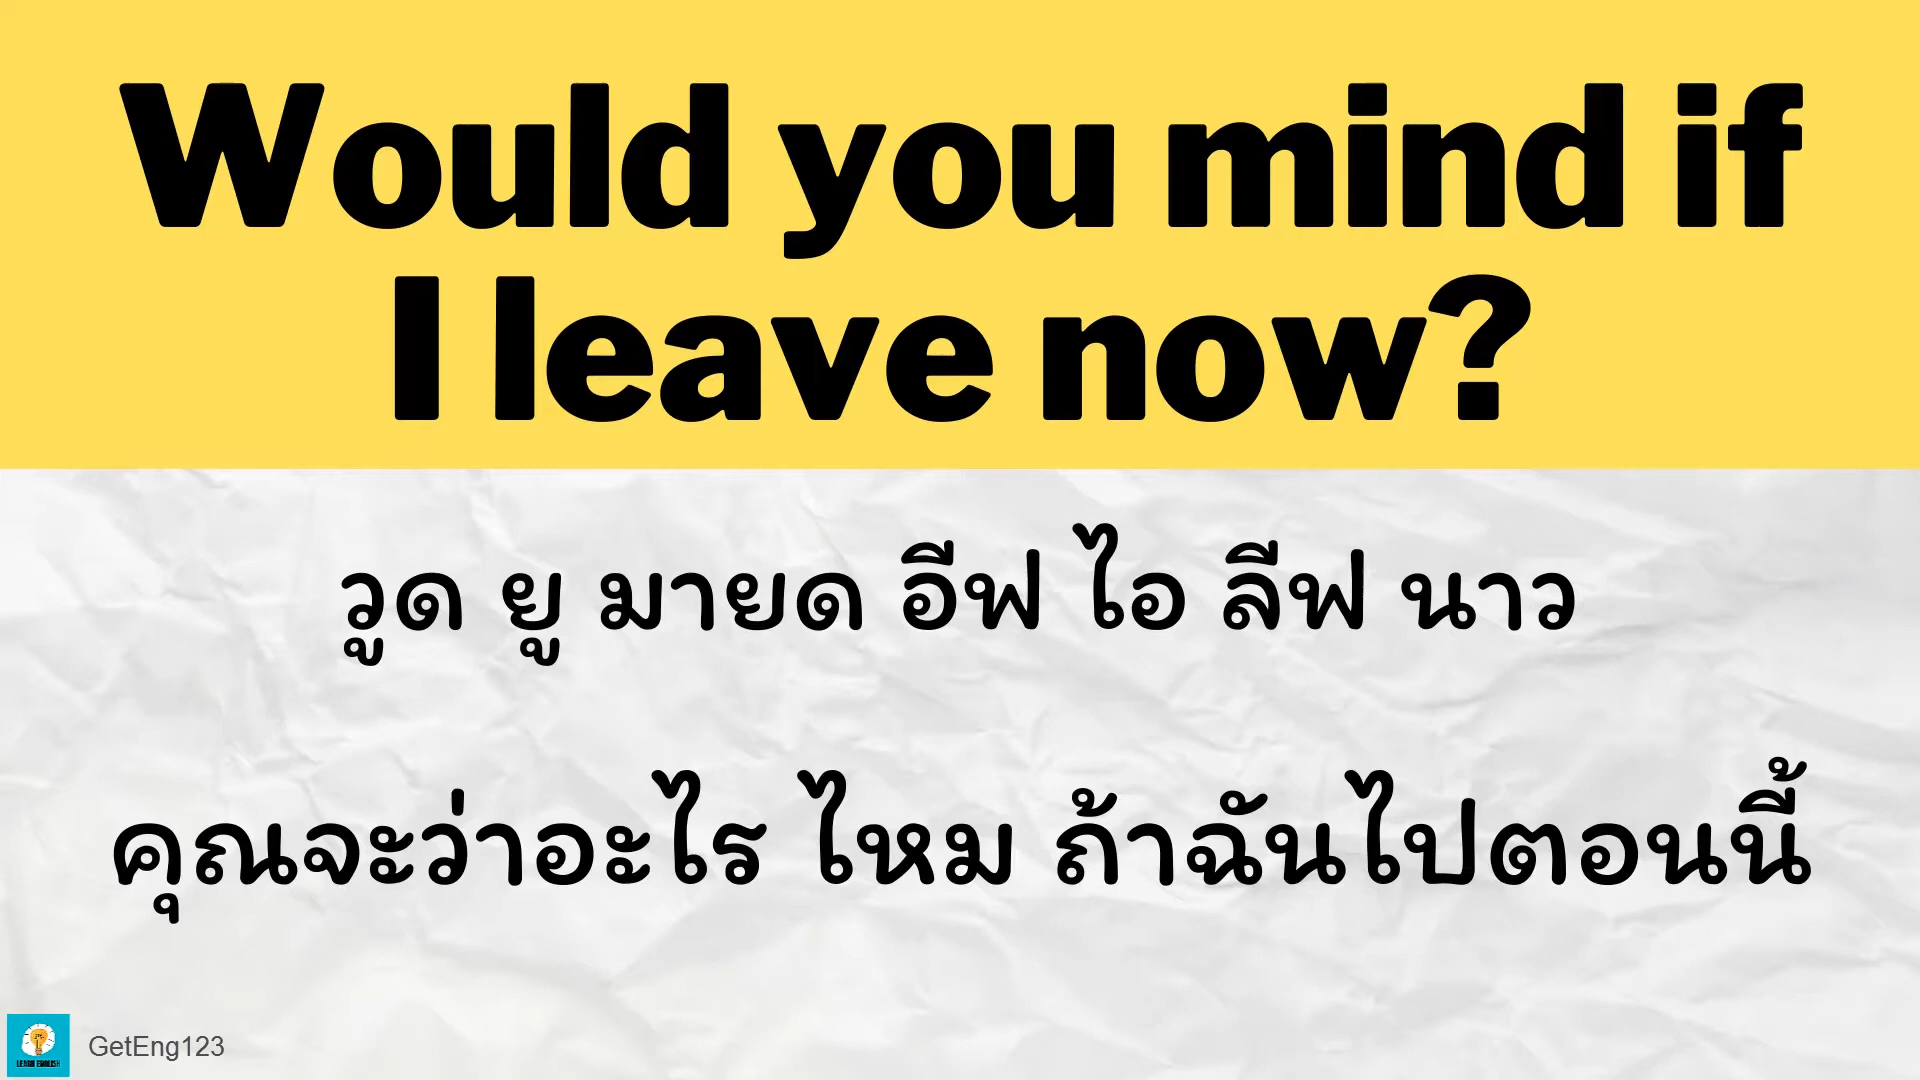 Would you mind if
I leave now?
วูด ยู มายด อีฟ ไอ ลีฟ นาว
คุณจะว่าอะไร ไหม ถ้าฉันไปตอนนี้
LEARN ENGLISH
GetEng123